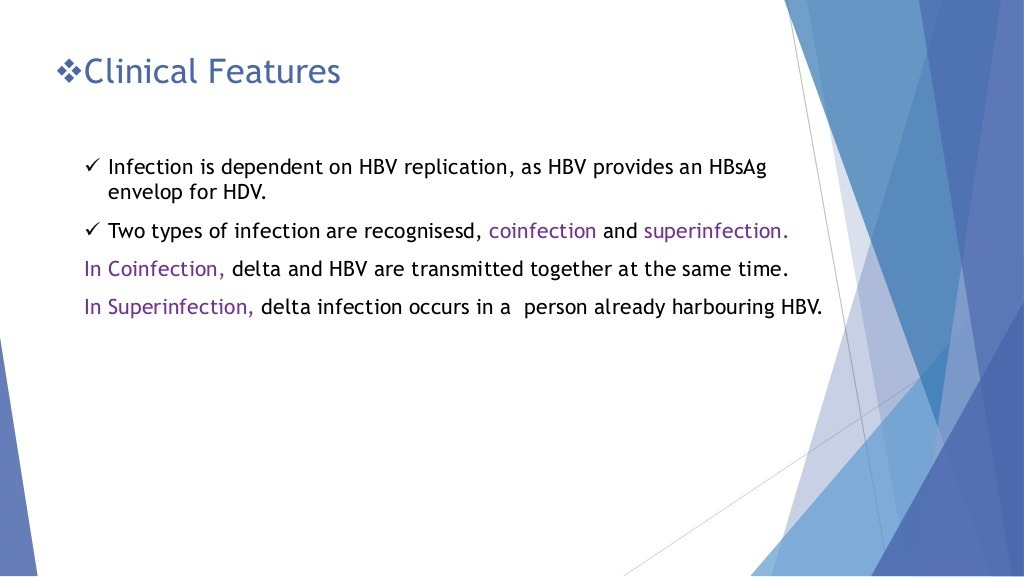 ❖Clinical Features
✓ Infection is dependent on HBV replication, as HBV provides an HBsAg
envelop for HDV.
✓ Two types of infection are recognisesd, coinfection and superinfection.
In Coinfection, delta and HBV are transmitted together at the same time.
In Superinfection, delta infection occurs in a  person already harbouring HBV.